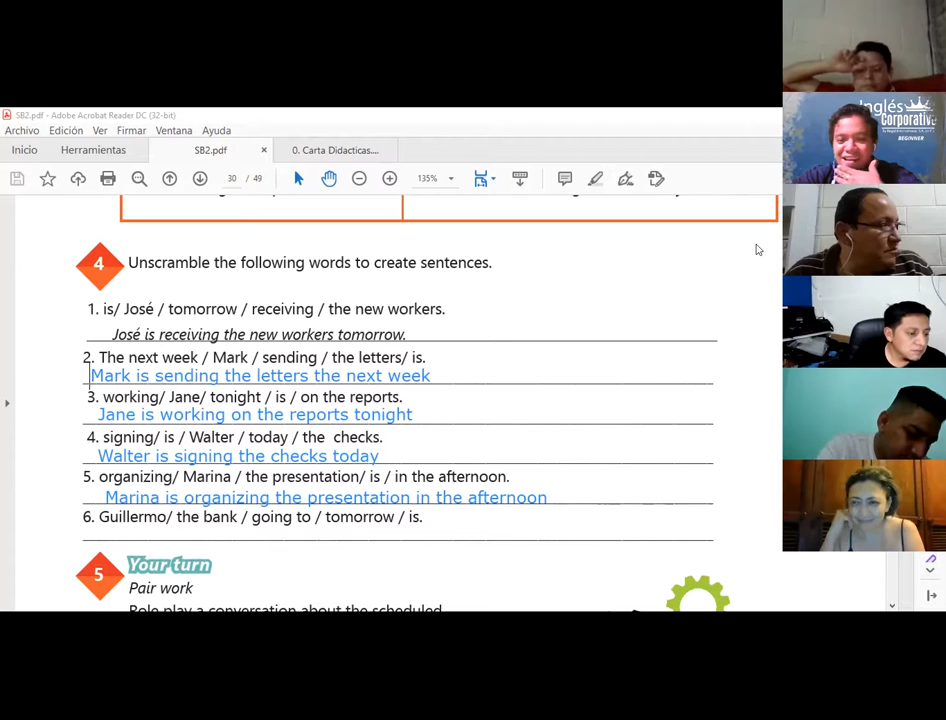 SB2.pdf - Adobe Acrobat Reader DC (32-bit)
Archivo Edición Ver Firmar Ventana Ayuda
Inicio Herramientas SB2.pdf × 0. Carta Didacticas....
30 / 49 135%
4 Unscramble the following words to create sentences.
1. is/ José / tomorrow / receiving / the new workers.
José is receiving the new workers tomorrow.
2. The next week / Mark / sending / the letters/ is.
Mark is sending the letters the next week
3. working/ Jane/ tonight / is / on the reports.
Jane is working on the reports tonight
4. signing/ is / Walter / today / the checks.
Walter is signing the checks today
5. organizing/ Marina / the presentation/ is / in the afternoon.
Marina is organizing the presentation in the afternoon
6. Guillermo/ the bank / going to / tomorrow / is.
5 Your turn
Pair work
Role play a conversation about the scheduled
Inglés
Corporative
BEGINNER